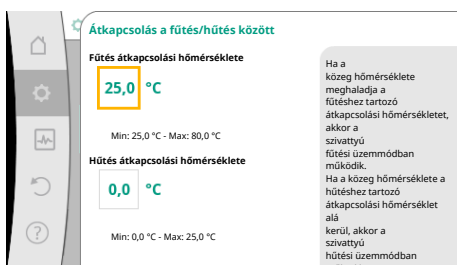 Átkapcsolás a fűtés/hűtés között
Fűtés átkapcsolási hőmérséklete
25,0 °C
Min: 25,0 °C - Max: 80,0 °C
Hűtés átkapcsolási hőmérséklete
0,0 °C
Min: 0,0 °C - Max: 25,0 °C
Ha a
közeg hőmérséklete
meghaladja a
fűtéshez tartozó
átkapcsolási hőmérsékletet,
akkor a
szivattyú
fűtési üzemmódban
működik.
Ha a közeg hőmérséklete a
hűtéshez tartozó
átkapcsolási hőmérséklet
alá
kerül, akkor a
szivattyú
hűtési üzemmódban